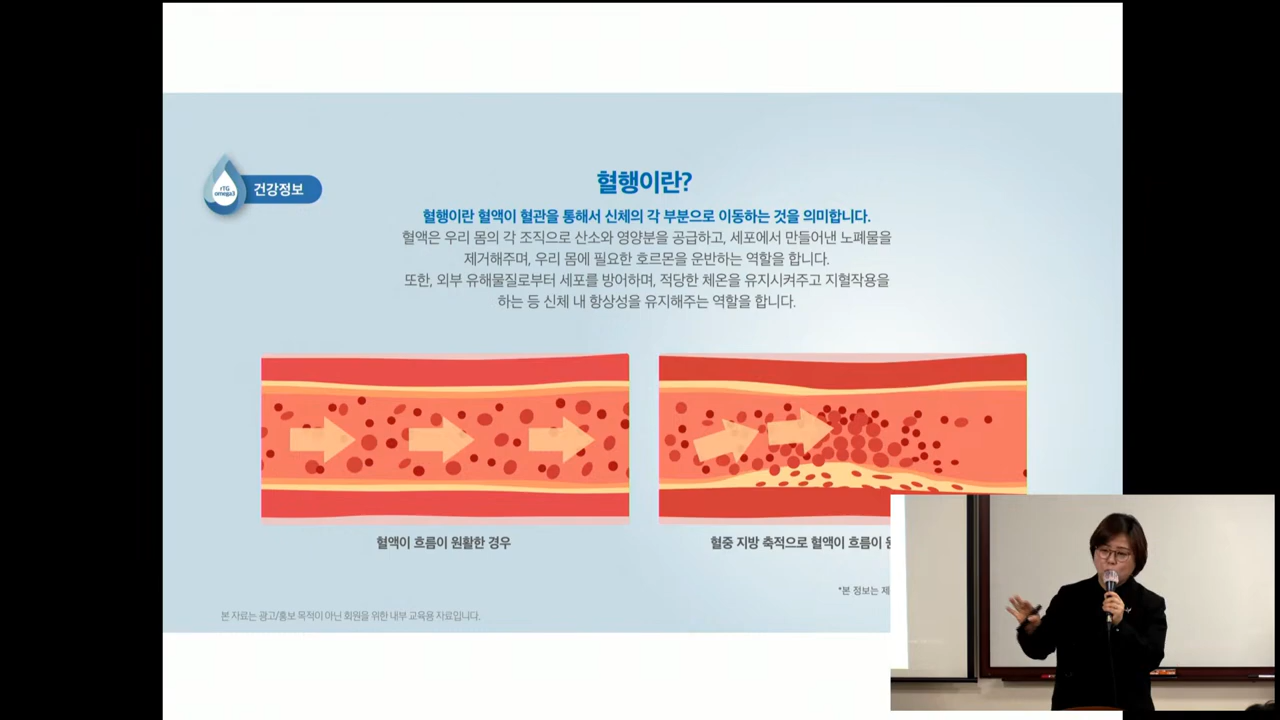 rTG
omega3
건강정보
혈행이란?
혈행이란 혈액이 혈관을 통해서 신체의 각 부분으로 이동하는 것을 의미합니다.
혈액은 우리 몸의 각 조직으로 산소와 영양분을 공급하고, 세포에서 만들어낸 노폐물을
제거해주며, 우리 몸에 필요한 호르몬을 운반하는 역할을 합니다.
또한, 외부 유해물질로부터 세포를 방어하며, 적당한 체온을 유지시켜주고 지혈작용을
하는 등 신체 내 항상성을 유지해주는 역할을 합니다.
혈액이 흐름이 원활한 경우
혈중 지방 축적으로 혈액이 흐름이
*본 정보는 제
본 자료는 광고/홍보 목적이 아닌 회원을 위한 내부 교육용 자료입니다.